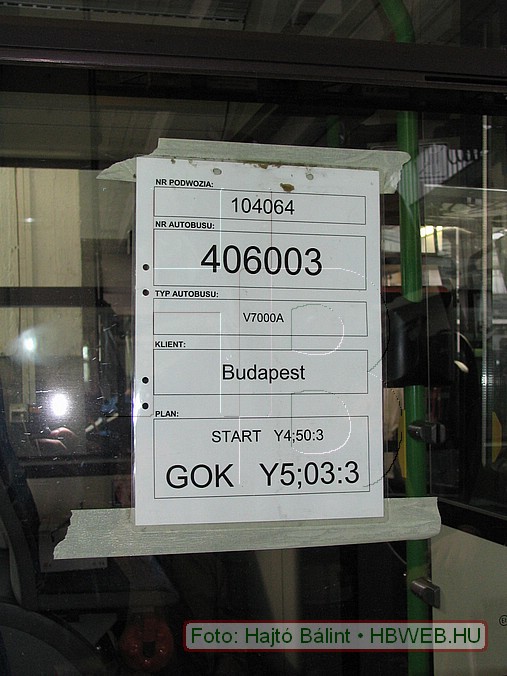 NR PODWOZIA:
104064
NR AUTOBUSU:
406003
TYP AUTOBUSU:
V7000A
KLIENT:
Budapest
PLAN:
START Y4;50:3
GOK Y5;03:3
Foto: Hajtó Bálint • HBWEB.HU